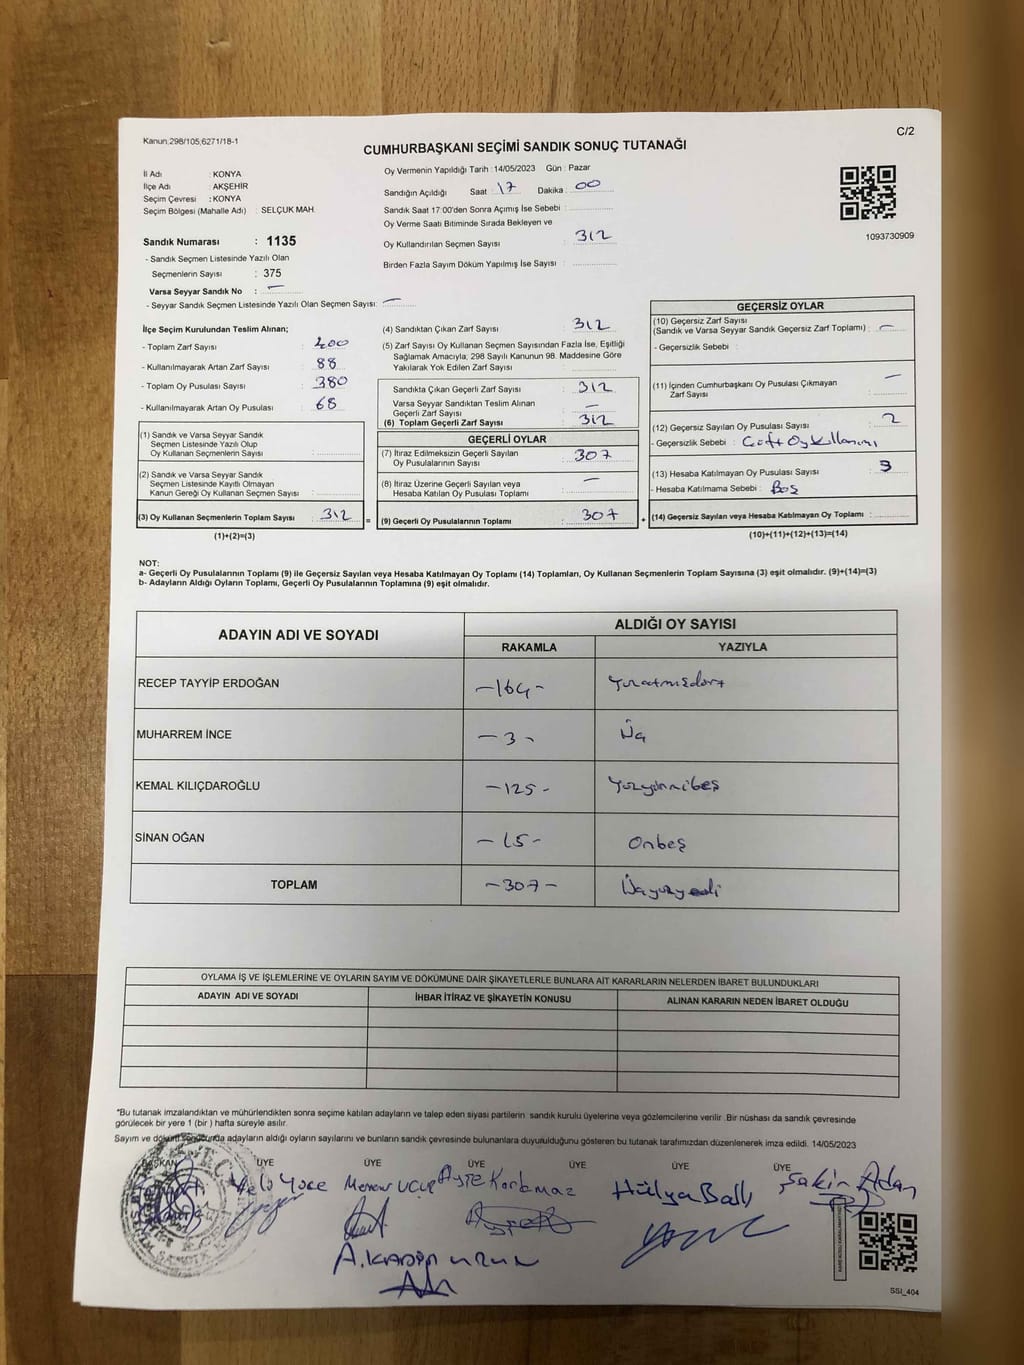 Kanun:298/105;6271/18-1
C/2
CUMHURBAŞKANI SEÇİMİ SANDIK SONUÇ TUTANAĞI
İl Adı : KONYA
İlçe Adı : AKŞEHİR
Seçim Çevresi : KONYA
Seçim Bölgesi (Mahalle Adı) : SELÇUK MAH.
Sandık Numarası : 1135
- Sandık Seçmen Listesinde Yazılı Olan
Seçmenlerin Sayısı : 375
Varsa Seyyar Sandık No : —
- Seyyar Sandık Seçmen Listesinde Yazılı Olan Seçmen Sayısı: —
Oy Vermenin Yapıldığı Tarih : 14/05/2023 Gün : Pazar
Sandığın Açıldığı Saat : 17 Dakika : 00
Sandık Saat 17:00'den Sonra Açımış İse Sebebi :
Oy Verme Saati Bitiminde Sırada Bekleyen ve
Oy Kullandırılan Seçmen Sayısı : 312
Birden Fazla Sayım Döküm Yapılmış İse Sayısı :
1093730909
İlçe Seçim Kurulundan Teslim Alınan;
- Toplam Zarf Sayısı : 400
- Kullanılmayarak Artan Zarf Sayısı : 88
- Toplam Oy Pusulası Sayısı : 380
- Kullanılmayarak Artan Oy Pusulası : 68
(1) Sandık ve Varsa Seyyar Sandık
Seçmen Listesinde Yazılı Olup
Oy Kullanan Seçmenlerin Sayısı :
(2) Sandık ve Varsa Seyyar Sandık
Seçmen Listesinde Kayıtlı Olmayan
Kanun Gereği Oy Kullanan Seçmen Sayısı :
(3) Oy Kullanan Seçmenlerin Toplam Sayısı : 312
(1)+(2)=(3)
(4) Sandıktan Çıkan Zarf Sayısı : 312
(5) Zarf Sayısı Oy Kullanan Seçmen Sayısından Fazla İse, Eşitliği
Sağlamak Amacıyla, 298 Sayılı Kanunun 98. Maddesine Göre
Yakılarak Yok Edilen Zarf Sayısı :
Sandıkta Çıkan Geçerli Zarf Sayısı : 312
Varsa Seyyar Sandıktan Teslim Alınan
Geçerli Zarf Sayısı : —
(6) Toplam Geçerli Zarf Sayısı : 312
GEÇERLİ OYLAR
(7) İtiraz Edilmeksizin Geçerli Sayılan
Oy Pusulalarının Sayısı : 307
(8) İtiraz Üzerine Geçerli Sayılan veya
Hesaba Katılan Oy Pusulası Toplamı : —
= (9) Geçerli Oy Pusulalarının Toplamı : 307
GEÇERSİZ OYLAR
(10) Geçersiz Zarf Sayısı
(Sandık ve Varsa Seyyar Sandık Geçersiz Zarf Toplamı) : —
- Geçersizlik Sebebi :
(11) İçinden Cumhurbaşkanı Oy Pusulası Çıkmayan
Zarf Sayısı : —
(12) Geçersiz Sayılan Oy Pusulası Sayısı : 2
- Geçersizlik Sebebi : Çift Oy kullanımı
(13) Hesaba Katılmayan Oy Pusulası Sayısı : 3
- Hesaba Katılmama Sebebi : Boş
+ (14) Geçersiz Sayılan veya Hesaba Katılmayan Oy Toplamı :
(10)+(11)+(12)+(13)=(14)
NOT:
a- Geçerli Oy Pusulalarının Toplamı (9) ile Geçersiz Sayılan veya Hesaba Katılmayan Oy Toplamı (14) Toplamları, Oy Kullanan Seçmenlerin Toplam Sayısına (3) eşit olmalıdır. (9)+(14)=(3)
b- Adayların Aldığı Oyların Toplamı, Geçerli Oy Pusulalarının Toplamına (9) eşit olmalıdır.
ADAYIN ADI VE SOYADI
ALDIĞI OY SAYISI
RAKAMLA YAZIYLA
RECEP TAYYİP ERDOĞAN -164- Yüzatmışdört
MUHARREM İNCE -3- Üç
KEMAL KILIÇDAROĞLU -125- Yüzyirmibeş
SİNAN OĞAN -15- Onbeş
TOPLAM -307- Üçyüzyedi
OYLAMA İŞ VE İŞLEMLERİNE VE OYLARIN SAYIM VE DÖKÜMÜNE DAİR ŞİKAYETLERLE BUNLARA AİT KARARLARIN NELERDEN İBARET BULUNDUKLARI
ADAYIN ADI VE SOYADI İHBAR İTİRAZ VE ŞİKAYETİN KONUSU ALINAN KARARIN NEDEN İBARET OLDUĞU
*Bu tutanak imzalandıktan ve mühürlendikten sonra seçime katılan adayların ve talep eden siyasi partilerin sandık kurulu üyelerine veya gözlemcilerine verilir .Bir nüshası da sandık çevresinde
görülecek bir yere 1 (bir ) hafta süreyle asılır.
Sayım ve döküm sonucunda adayların aldığı oyların sayılarını ve bunların sandık çevresinde bulunanlara duyurulduğunu gösteren bu tutanak tarafımızdan düzenlenerek imza edildi. 14/05/2023
BAŞKAN ÜYE ÜYE ÜYE ÜYE ÜYE ÜYE
Ayşe Korkmaz Hülya Ballı Şakir Adan
A. KADİR URUN
SSI_404